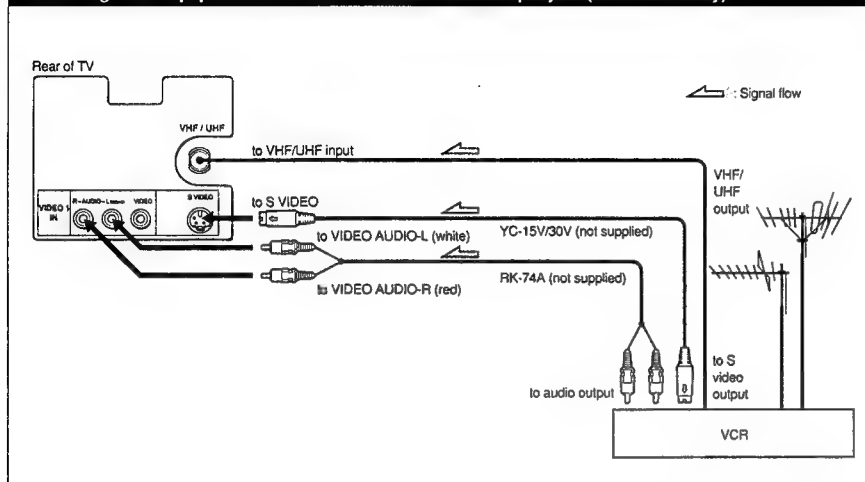 Rear of TV
: Signal flow
VHF / UHF
to VHF/UHF input
VHF/
UHF
output
VIDEO 1
IN
R-AUDIO-L
VIDEO
S VIDEO
to S VIDEO
to VIDEO AUDIO-L (white)
YC-15V/30V (not supplied)
to VIDEO AUDIO-R (red)
RK-74A (not supplied)
to audio output
to S
video
output
VCR